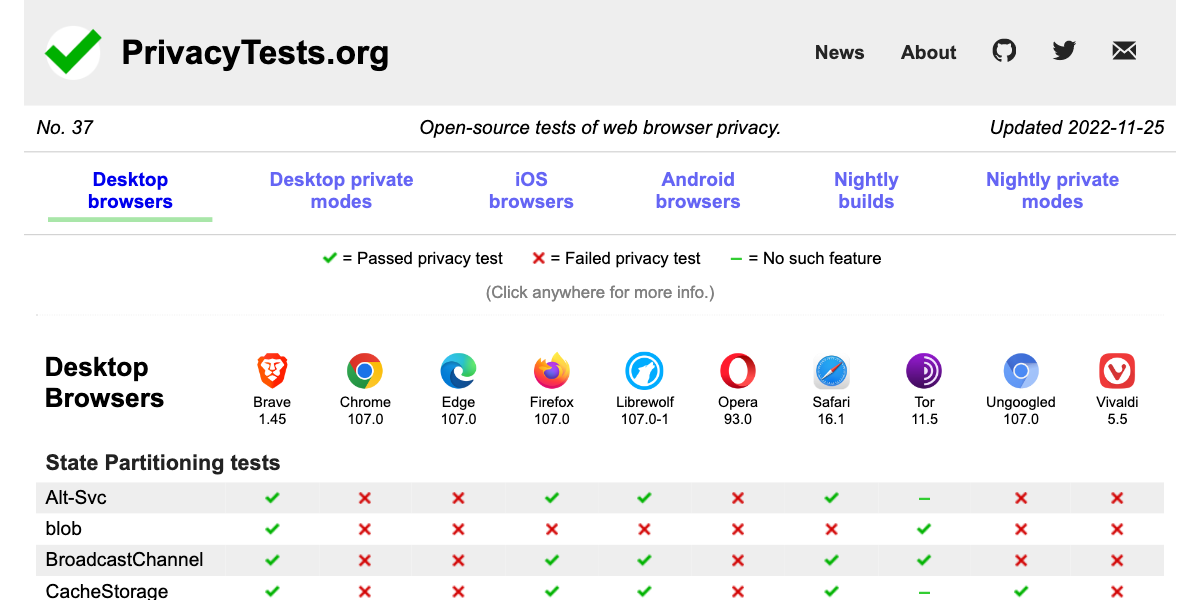 PrivacyTests.org
News About
No. 37 Open-source tests of web browser privacy. Updated 2022-11-25
Desktop browsers
Desktop private modes
iOS browsers
Android browsers
Nightly builds
Nightly private modes
= Passed privacy test = Failed privacy test = No such feature
(Click anywhere for more info.)
Desktop
Browsers
Brave 1.45
Chrome 107.0
Edge 107.0
Firefox 107.0
Librewolf 107.0-1
Opera 93.0
Safari 16.1
Tor 11.5
Ungoogled 107.0
Vivaldi 5.5
State Partitioning tests
Alt-Svc
blob
BroadcastChannel
CacheStorage